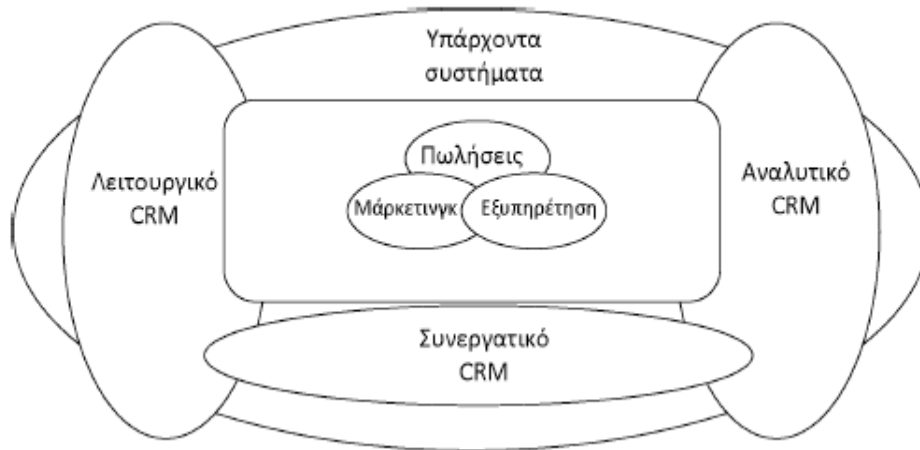 Υπάρχοντα
συστήματα
Πωλήσεις
Λειτουργικό
CRM
Μάρκετινγκ
Εξυπηρέτηση
Αναλυτικό
CRM
Συνεργατικό
CRM